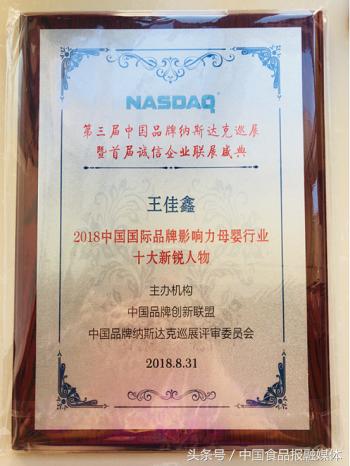 NASDAQ
第三届中国品牌纳斯达克巡展
暨首届诚信企业联展盛典
王佳鑫
2018中国国际品牌影响力母婴行业
十大新锐人物
主办机构
中国品牌创新联盟
中国品牌纳斯达克巡展评审委员会
2018.8.31
头条号／中国食品报融媒体